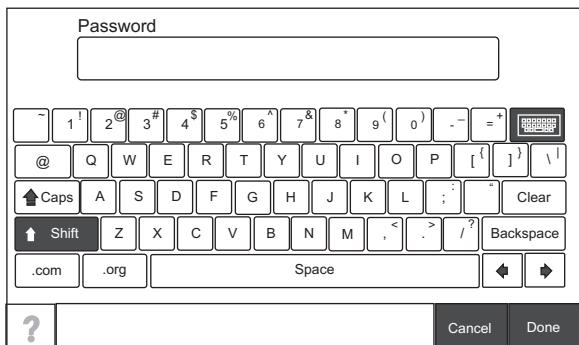 Password
~ 1 ! 2 @ 3 # 4 $ 5 % 6 ^ 7 & 8 * 9 ( 0 ) - _ = +
@ Q W E R T Y U I O P [ { ] } \ |
Caps A S D F G H J K L ; : “ Clear
Shift Z X C V B N M , < . > / ? Backspace
.com .org Space
? Cancel Done